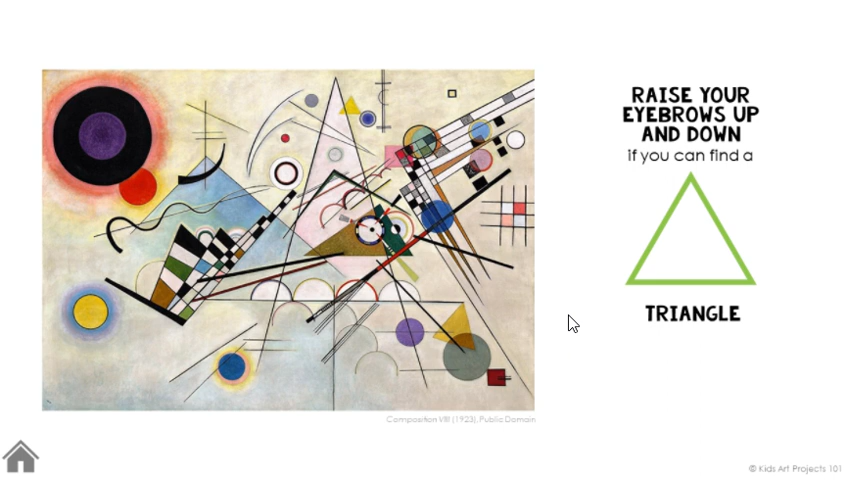 RAISE YOUR
EYEBROWS UP
AND DOWN
if you can find a
TRIANGLE
Composition VIII (1923), Public Domain
© Kids Art Projects 101